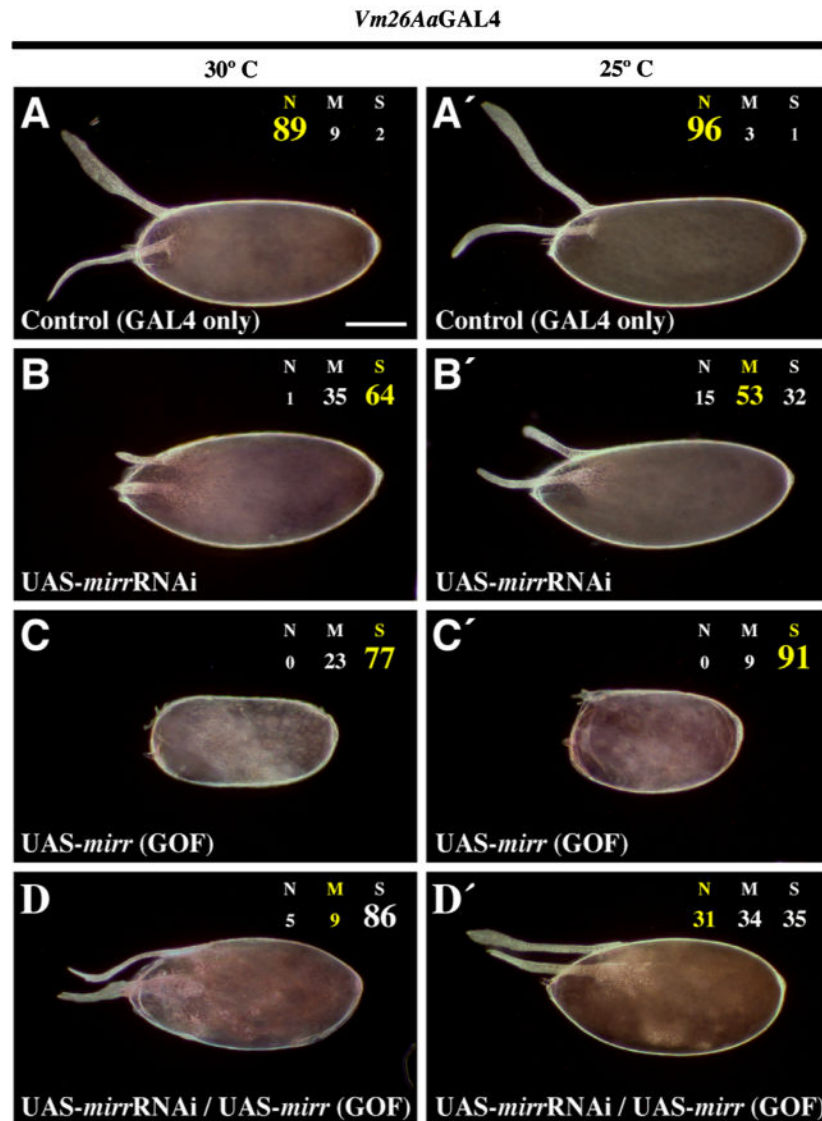 Vm26AaGAL4
30º C 25º C
A N M S A´ N M S
89 9 2 96 3 1
Control (GAL4 only) Control (GAL4 only)
B N M S B´ N M S
1 35 64 15 53 32
UAS-mirrRNAi UAS-mirrRNAi
C N M S C´ N M S
0 23 77 0 9 91
UAS-mirr (GOF) UAS-mirr (GOF)
D N M S D´ N M S
5 9 86 31 34 35
UAS-mirrRNAi / UAS-mirr (GOF) UAS-mirrRNAi / UAS-mirr (GOF)